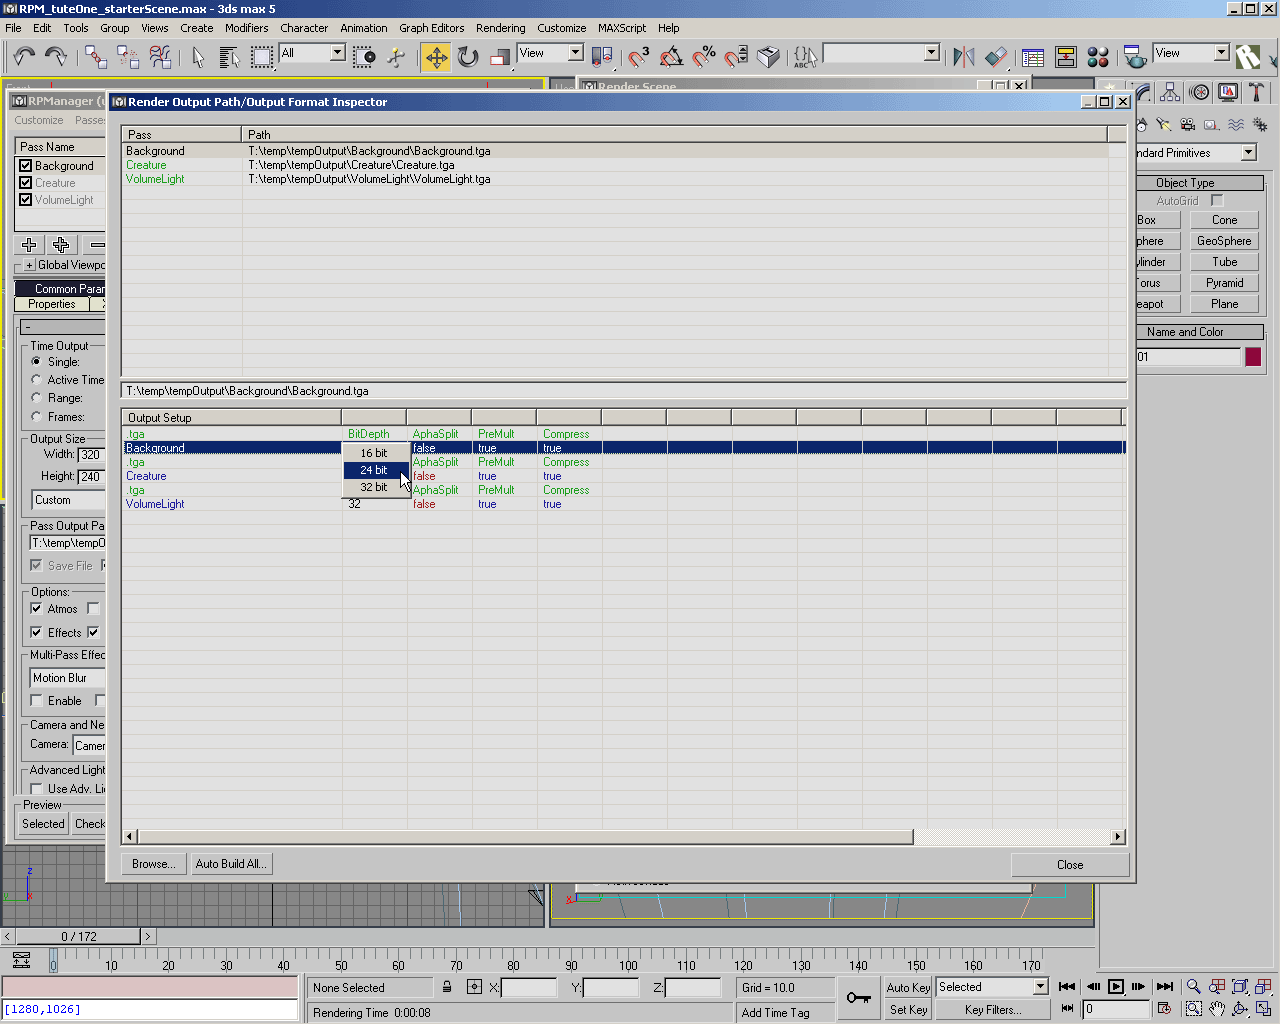 RPM_tuteOne_starterScene.max - 3ds max 5
File Edit Tools Group Views Create Modifiers Character Animation Graph Editors Rendering Customize MAXScript Help
All View View
Render Scene
RPManager (u
Render Output Path/Output Format Inspector
Customize Passes
Pass Path
Pass Name
Background T:\temp\tempOutput\Background\Background.tga
Creature T:\temp\tempOutput\Creature\Creature.tga
VolumeLight T:\temp\tempOutput\VolumeLight\VolumeLight.tga
Background
Creature
VolumeLight
Global Viewpo
Common Parar
Properties
Time Output
Single:
Active Time
Range:
Frames:
Output Size
Width: 320
Height: 240
Custom
Pass Output Pa
T:\temp\tempO
Save File
Options:
Atmos
Effects
Multi-Pass Effec
Motion Blur
Enable
Camera and Ne
Camera: Camer
Advanced Light
Use Adv. Li
Preview
Selected Check
T:\temp\tempOutput\Background\Background.tga
Output Setup
.tga BitDepth AphaSplit PreMult Compress
Background false true true
.tga AphaSplit PreMult Compress
Creature false true true
.tga AphaSplit PreMult Compress
VolumeLight 32 false true true
16 bit
24 bit
32 bit
Browse... Auto Build All... Close
ndard Primitives
Object Type
AutoGrid
Box Cone
phere GeoSphere
ylinder Tube
Torus Pyramid
eapot Plane
Name and Color
01
z
y x
x y
0 / 172
0 10 20 30 40 50 60 70 80 90 100 110 120 130 140 150 160 170
None Selected X: Y: Z: Grid = 10.0 Auto Key Selected
[1280,1026] Rendering Time 0:00:08 Add Time Tag Set Key Key Filters... 0